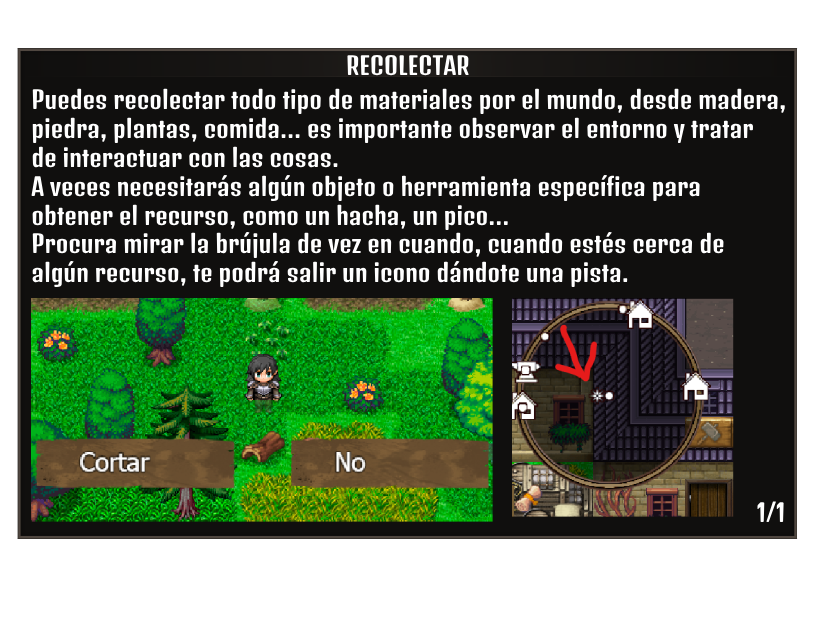 RECOLECTAR
Puedes recolectar todo tipo de materiales por el mundo, desde madera,
piedra, plantas, comida... es importante observar el entorno y tratar
de interactuar con las cosas.
A veces necesitarás algún objeto o herramienta específica para
obtener el recurso, como un hacha, un pico...
Procura mirar la brújula de vez en cuando, cuando estés cerca de
algún recurso, te podrá salir un icono dándote una pista.
Cortar
No
1/1